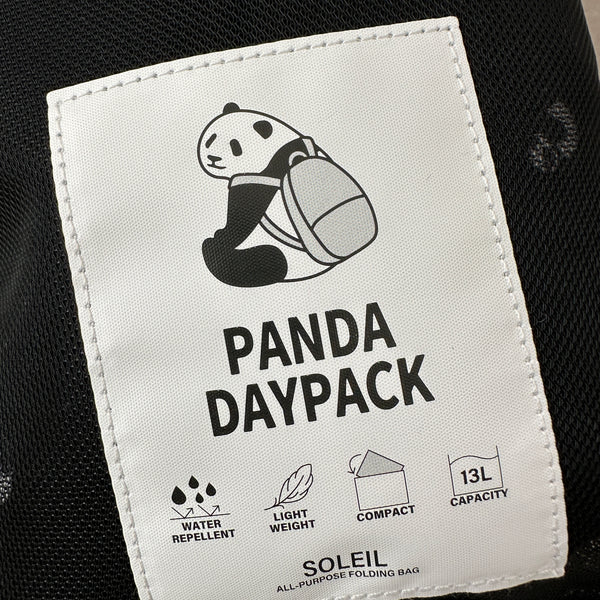 PANDA
DAYPACK
WATER
REPELLENT
LIGHT
WEIGHT
COMPACT
13L
CAPACITY
SOLEIL
ALL-PURPOSE FOLDING BAG